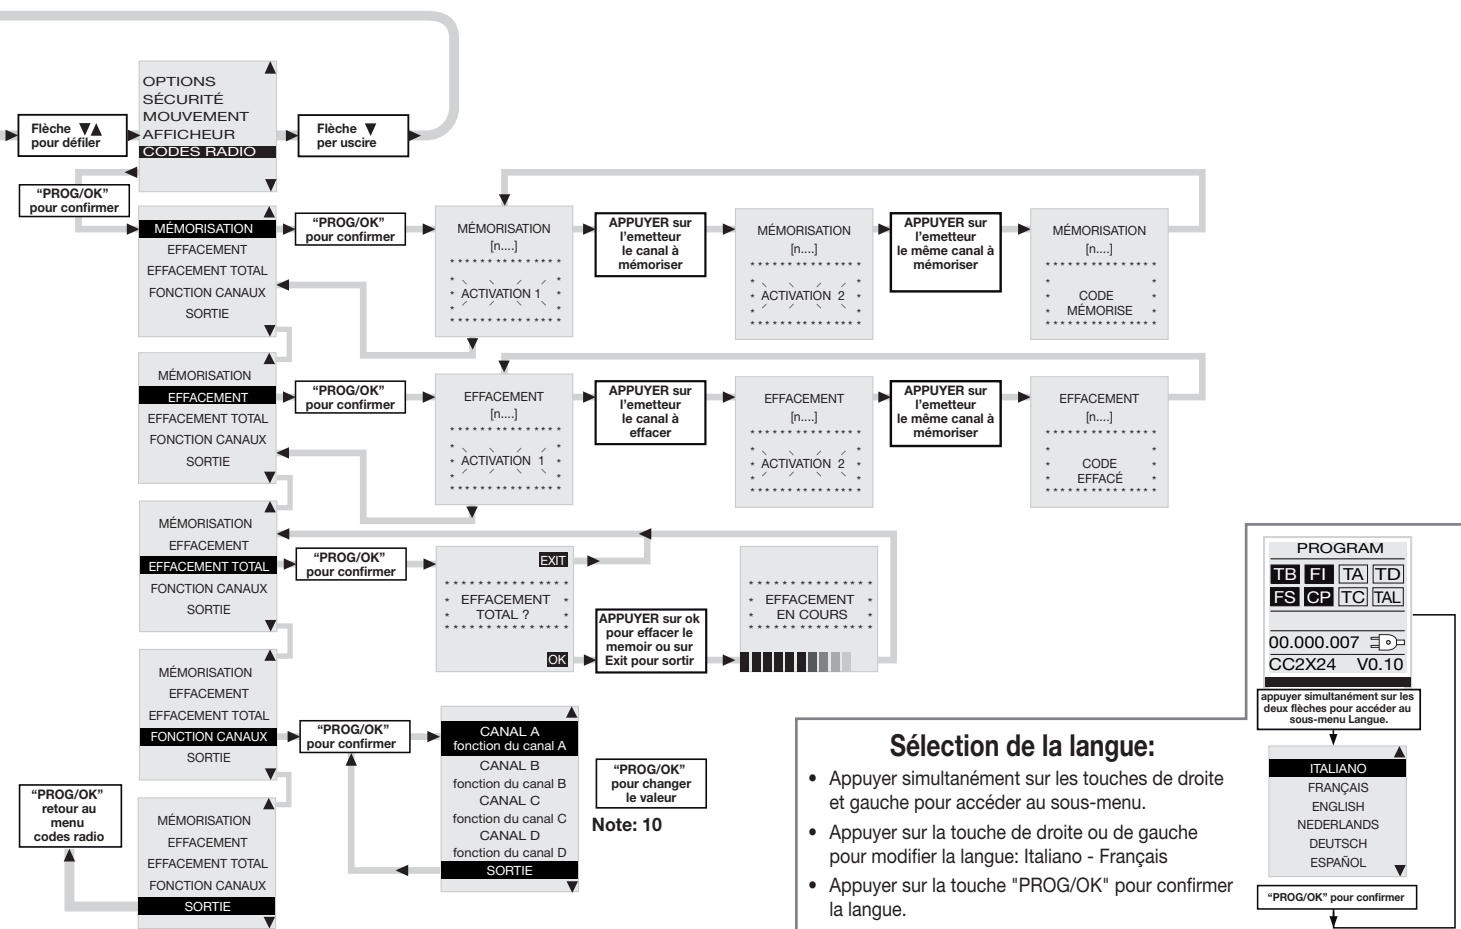 OPTIONS
SÉCURITÉ
MOUVEMENT
AFFICHEUR
CODES RADIO
Flèche ▼▲
pour défiler
Flèche ▼
per uscire
“PROG/OK”
pour confirmer
MÉMORISATION
EFFACEMENT
EFFACEMENT TOTAL
FONCTION CANAUX
SORTIE
“PROG/OK”
pour confirmer
MÉMORISATION
[n....]
* * * * * * * * * * * * * * *
* ACTIVATION 1 *
* * * * * * * * * * * * * * *
APPUYER sur
l'emetteur
le canal à
mémoriser
MÉMORISATION
[n....]
* * * * * * * * * * * * * * *
* ACTIVATION 2 *
* * * * * * * * * * * * * * *
APPUYER sur
l'emetteur
le même canal à
mémoriser
MÉMORISATION
[n....]
* * * * * * * * * * * * * * *
* CODE *
* MÉMORISE *
* * * * * * * * * * * * * * *
MÉMORISATION
EFFACEMENT
EFFACEMENT TOTAL
FONCTION CANAUX
SORTIE
“PROG/OK”
pour confirmer
EFFACEMENT
[n....]
* * * * * * * * * * * * * * *
* ACTIVATION 1 *
* * * * * * * * * * * * * * *
APPUYER sur
l'emetteur
le canal à
effacer
EFFACEMENT
[n....]
* * * * * * * * * * * * * * *
* ACTIVATION 2 *
* * * * * * * * * * * * * * *
APPUYER sur
l'emetteur
le même canal à
mémoriser
EFFACEMENT
[n....]
* * * * * * * * * * * * * * *
* CODE *
* EFFACÉ *
* * * * * * * * * * * * * * *
MÉMORISATION
EFFACEMENT
EFFACEMENT TOTAL
FONCTION CANAUX
SORTIE
“PROG/OK”
pour confirmer
EXIT
* * * * * * * * * * * * * * *
* EFFACEMENT *
* TOTAL ? *
* * * * * * * * * * * * * * *
OK
APPUYER sur ok
pour effacer le
memoir ou sur
Exit pour sortir
* * * * * * * * * * * * * * *
* EFFACEMENT *
* EN COURS *
* * * * * * * * * * * * * * *
MÉMORISATION
EFFACEMENT
EFFACEMENT TOTAL
FONCTION CANAUX
SORTIE
“PROG/OK”
pour confirmer
CANAL A
fonction du canal A
CANAL B
fonction du canal B
CANAL C
fonction du canal C
CANAL D
fonction du canal D
SORTIE
“PROG/OK”
pour changer
le valeur
Note: 10
“PROG/OK”
retour au
menu
codes radio
MÉMORISATION
EFFACEMENT
EFFACEMENT TOTAL
FONCTION CANAUX
SORTIE
Sélection de la langue:
• Appuyer simultanément sur les touches de droite
et gauche pour accéder au sous-menu.
• Appuyer sur la touche de droite ou de gauche
pour modifier la langue: Italiano - Français
• Appuyer sur la touche "PROG/OK" pour confirmer
la langue.
PROGRAM
TB FI TA TD
FS CP TC TAL
00.000.007
CC2X24 V0.10
appuyer simultanément sur les
deux flèches pour accéder au
sous-menu Langue.
ITALIANO
FRANÇAIS
ENGLISH
NEDERLANDS
DEUTSCH
ESPAÑOL
“PROG/OK” pour confirmer